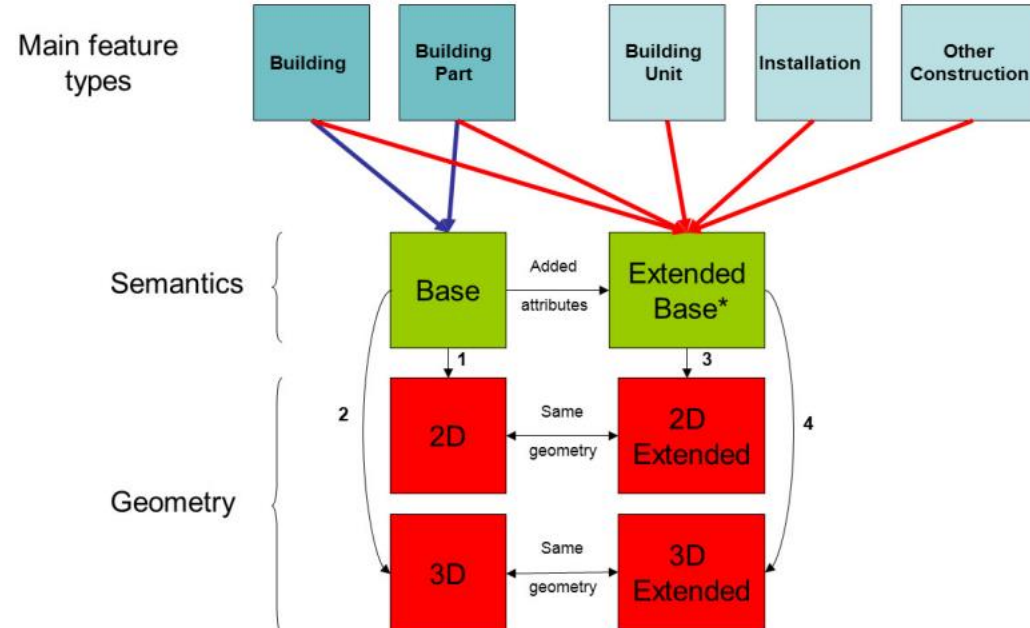 Main feature
types
Building
Building
Part
Building
Unit
Installation
Other
Construction
Semantics
Base
Added
attributes
Extended
Base*
1
3
2
4
2D
Same
geometry
2D
Extended
Geometry
3D
Same
geometry
3D
Extended